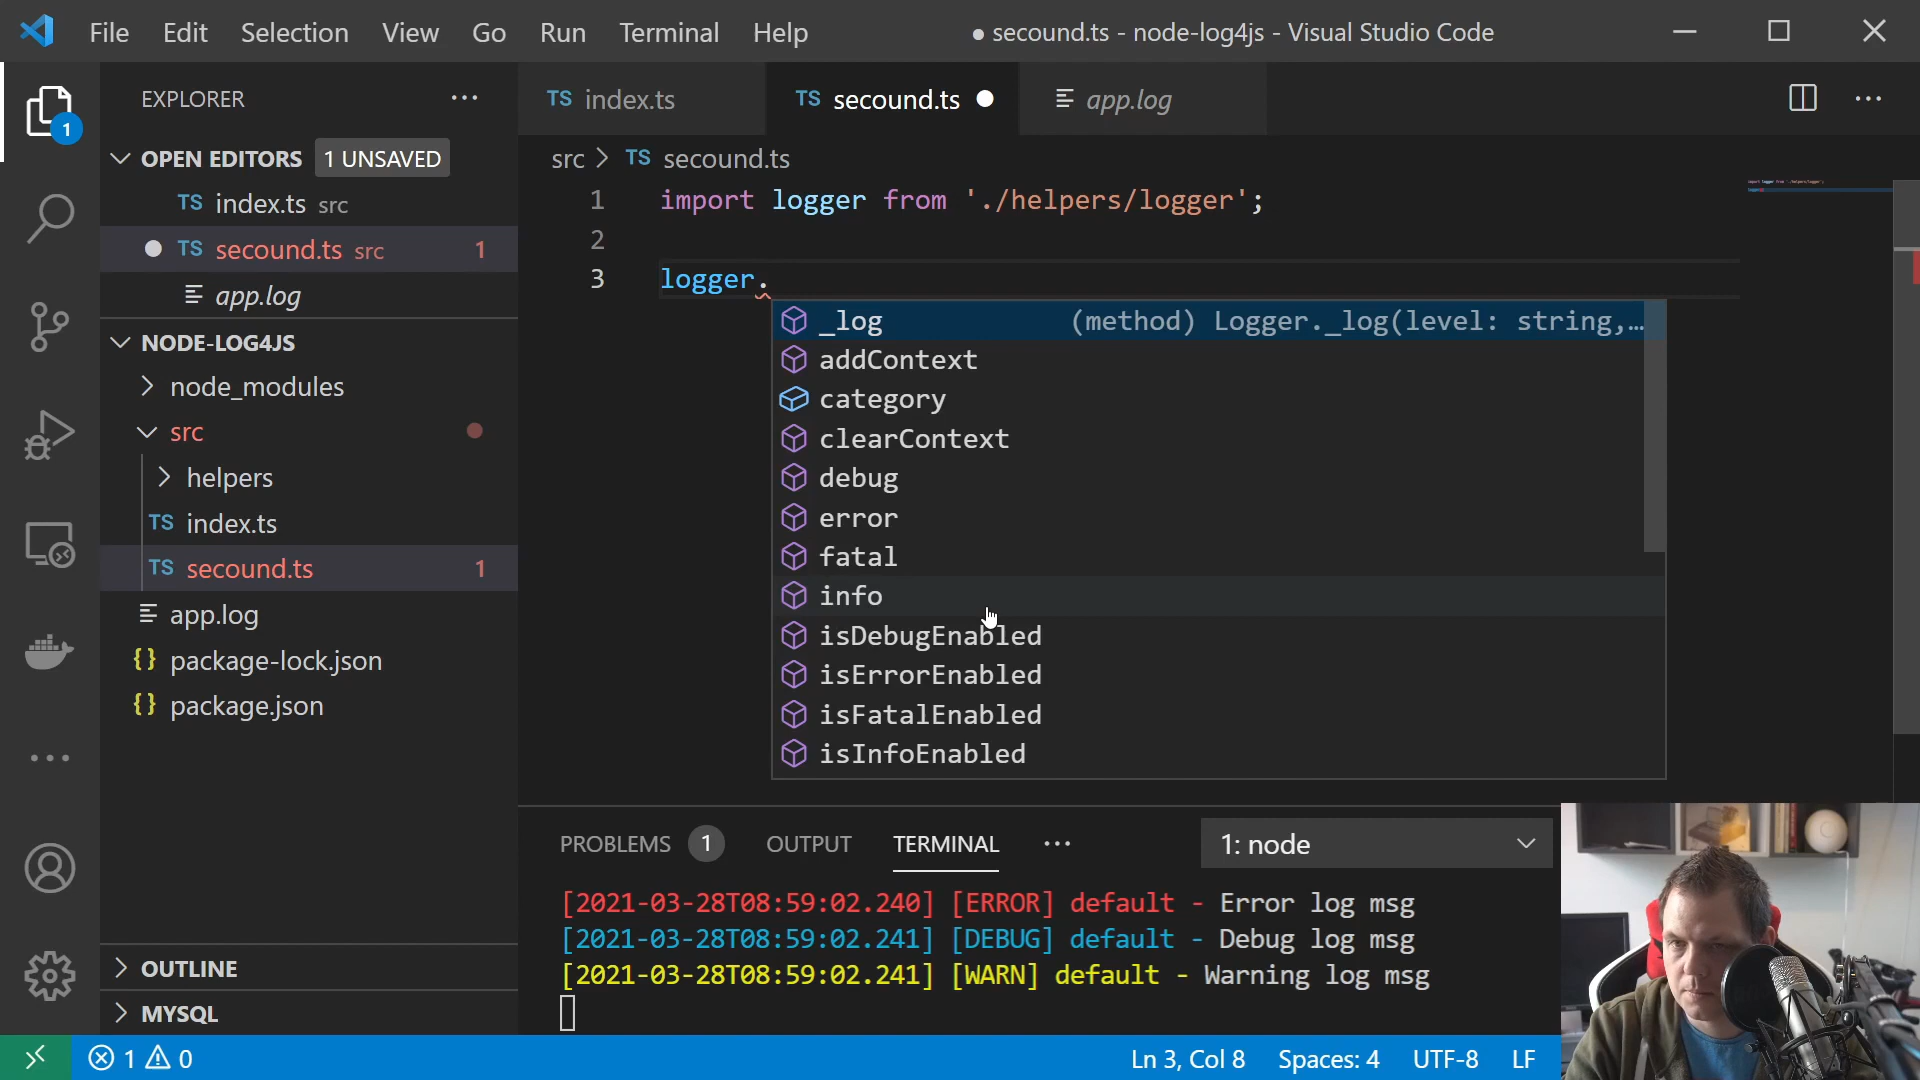 File Edit Selection View Go Run Terminal Help ● secound.ts - node-log4js - Visual Studio Code
EXPLORER ···
TS index.ts TS secound.ts ● app.log ···
1
OPEN EDITORS 1 UNSAVED
src > TS secound.ts
TS index.ts src
TS secound.ts src 1
app.log
NODE-LOG4JS
node_modules
src
helpers
TS index.ts
TS secound.ts 1
app.log
{} package-lock.json
{} package.json
OUTLINE
MYSQL
1 import logger from './helpers/logger';
2
3 logger.
_log (method) Logger._log(level: string,…
addContext
category
clearContext
debug
error
fatal
info
isDebugEnabled
isErrorEnabled
isFatalEnabled
isInfoEnabled
PROBLEMS 1 OUTPUT TERMINAL ··· 1: node
[2021-03-28T08:59:02.240] [ERROR] default - Error log msg
[2021-03-28T08:59:02.241] [DEBUG] default - Debug log msg
[2021-03-28T08:59:02.241] [WARN] default - Warning log msg
1 0 Ln 3, Col 8 Spaces: 4 UTF-8 LF